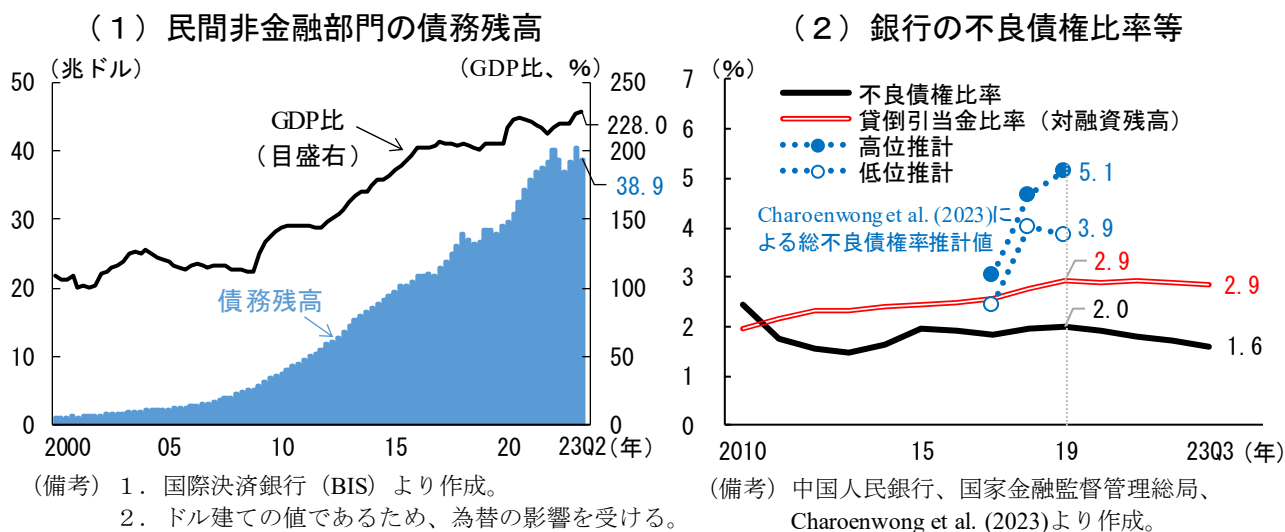 （１）民間非金融部門の債務残高
(兆ドル)
(GDP比、%)
50
40
30
20
10
0
250
200
150
100
50
0
GDP比
(目盛右)
228.0
38.9
債務残高
2000
05
10
15
20
23Q2
(年)
(備考) １．国際決済銀行 (BIS) より作成。
２．ドル建ての値であるため、為替の影響を受ける。
（２）銀行の不良債権比率等
(%)
7
6
5
4
3
2
1
0
不良債権比率
貸倒引当金比率（対融資残高）
高位推計
低位推計
Charoenwong et al. (2023)に
よる総不良債権率推計値
5.1
3.9
2.9
2.9
2.0
1.6
2010
15
19
23Q3
(年)
(備考) 中国人民銀行、国家金融監督管理総局、
Charoenwong et al. (2023)より作成。